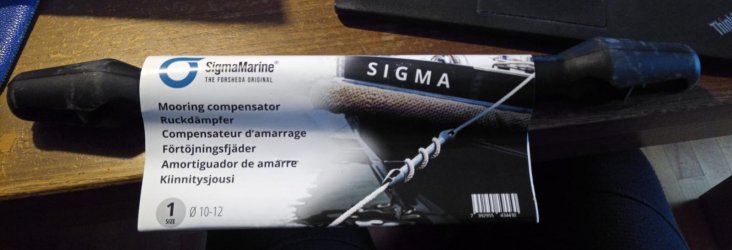 SigmaMarine®
THE FORSHEDA ORIGINAL
Mooring compensator
Ruckdämpfer
Compensateur d'amarrage
Förtöjningsfjäder
Amortiguador de amarre
Kiinnitysjousi
1
SIZE
Ø 10-12
SIGMA